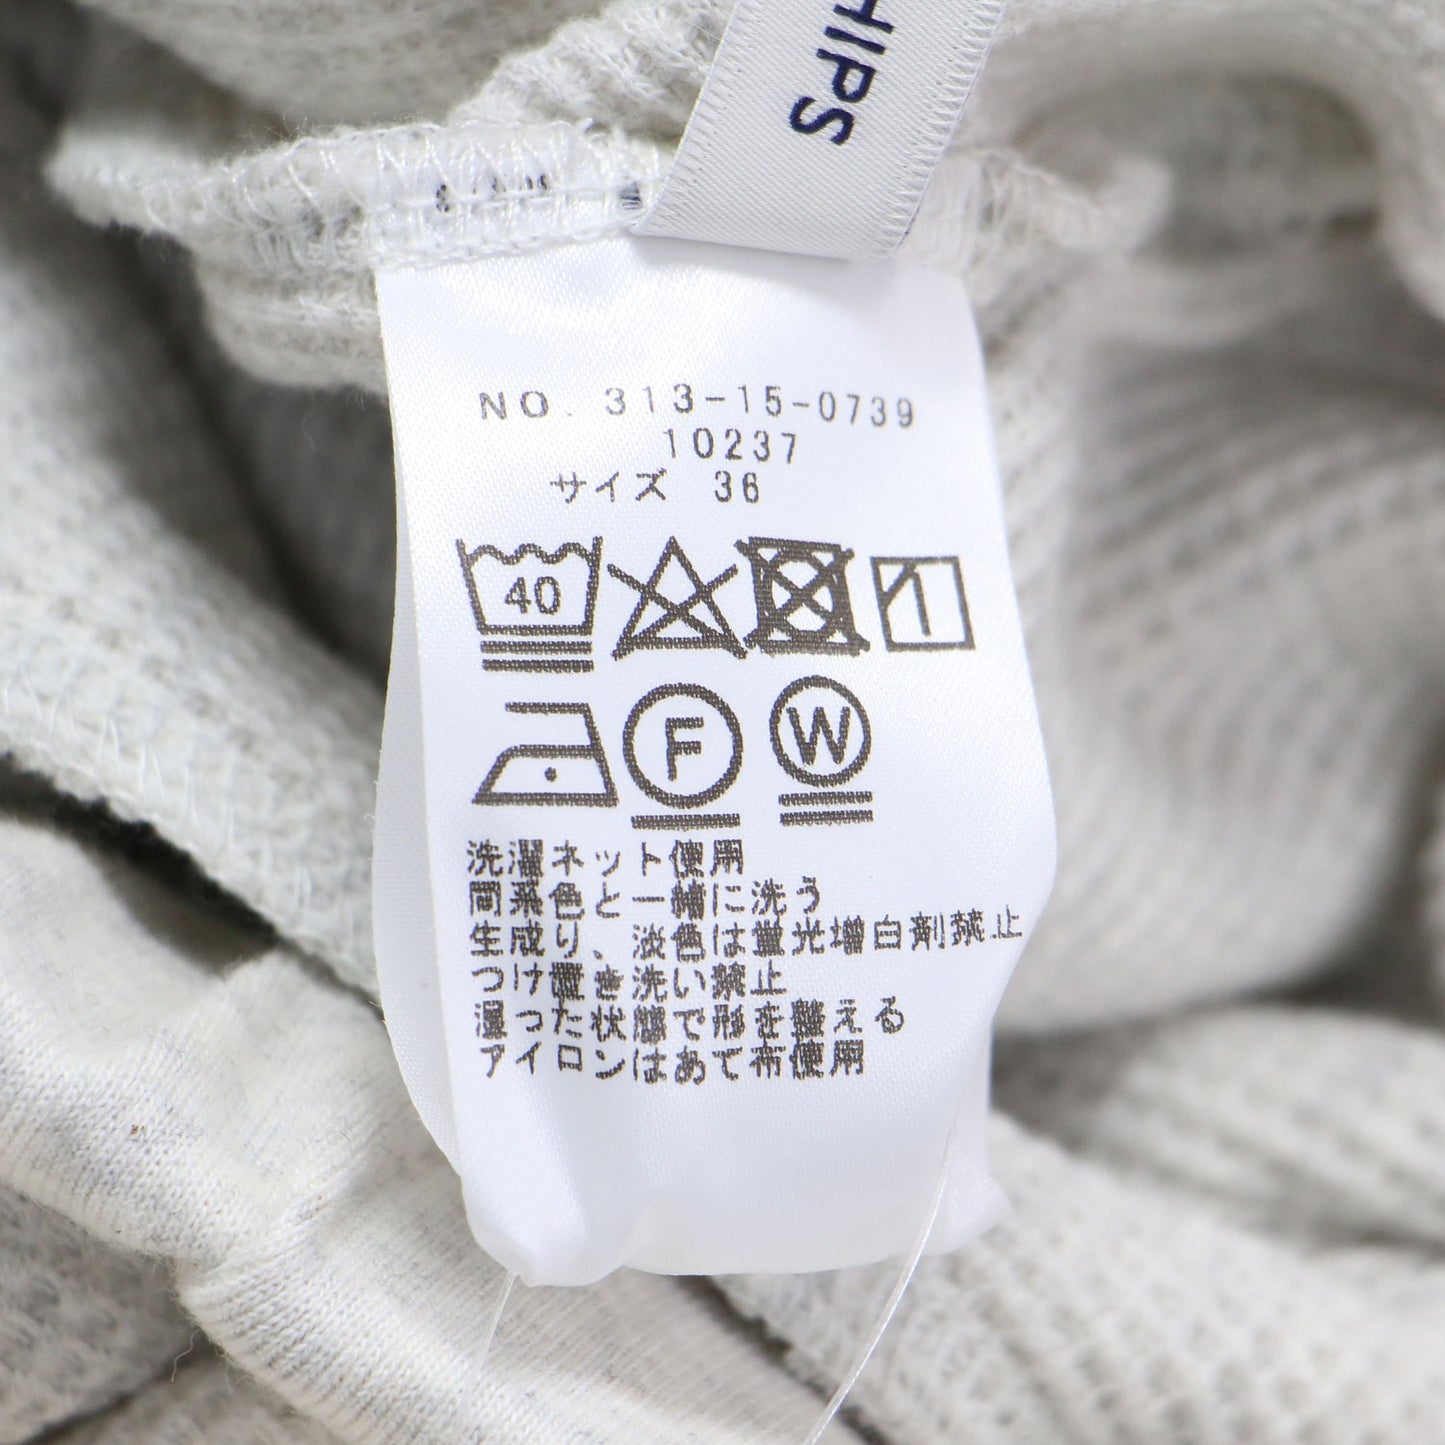 HIPS
NO. 313-15-0739
10237
サイズ 36
40
F
W
洗濯ネット使用
同系色と一緒に洗う
生成り、淡色は蛍光増白剤禁止
つけ置き洗い禁止
湿った状態で形を整える
アイロンはあて布使用